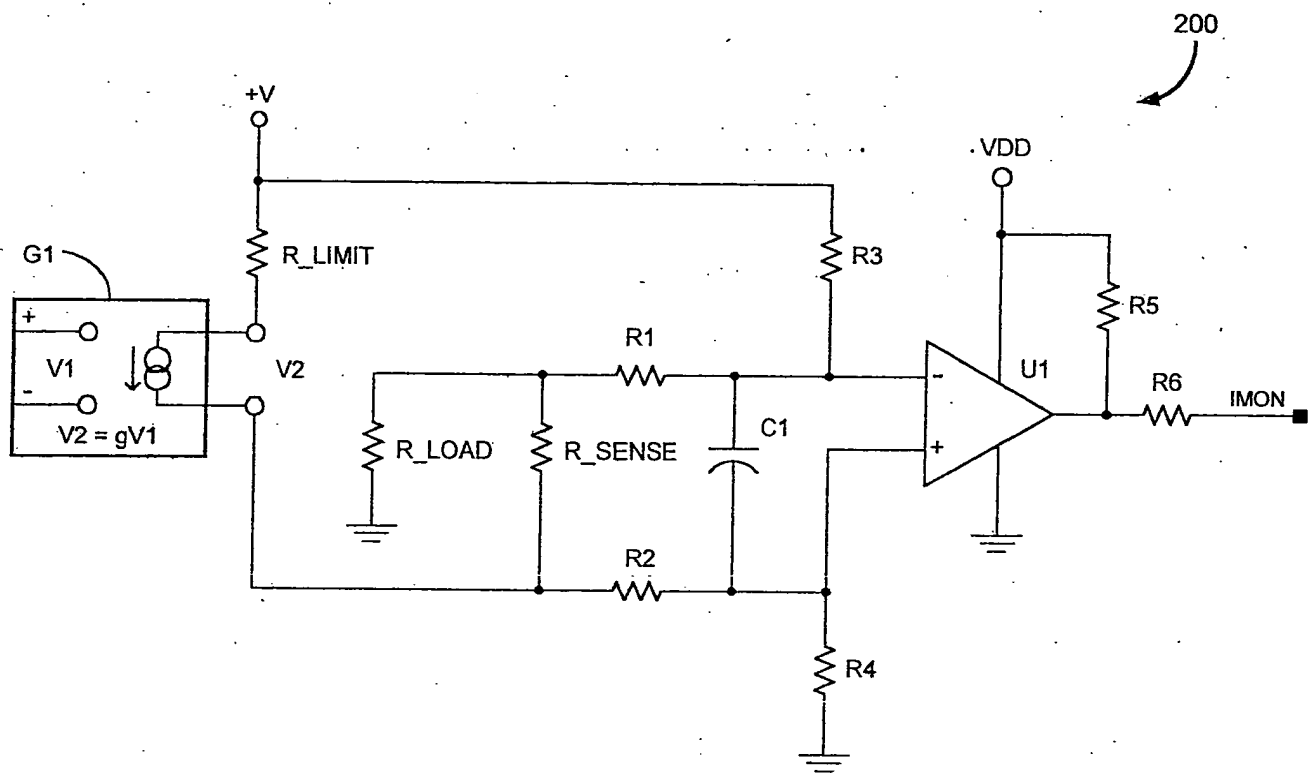 200
+V
VDD
G1
R_LIMIT
R3
R5
+
V1
-
V2
V2 = gV1
R1
U1
-
+
R6
IMON
R_LOAD
R_SENSE
C1
R2
R4